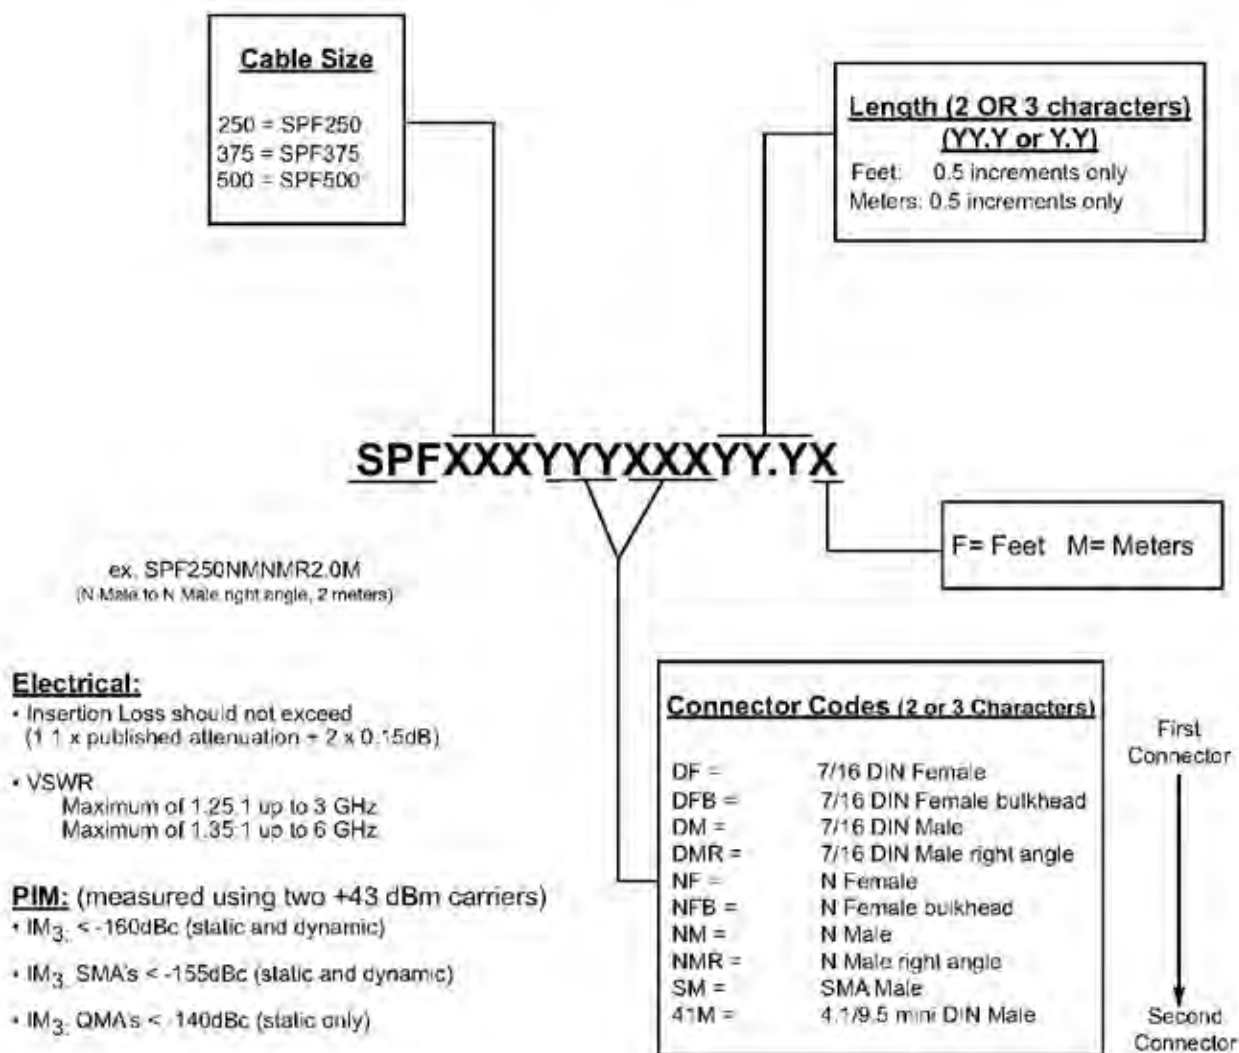 Cable Size
250 = SPF250
375 = SPF375
500 = SPF500
Length (2 OR 3 characters)
(YY.Y or Y.Y)
Feet: 0.5 increments only
Meters: 0.5 increments only
SPFXXXYYYXXXYY.YX
F= Feet M= Meters
ex. SPF250NMNMR2.0M
(N Male to N Male right angle, 2 meters)
Electrical:
• Insertion Loss should not exceed
(1.1 x published attenuation + 2 x 0.15dB)
• VSWR
Maximum of 1.25:1 up to 3 GHz
Maximum of 1.35:1 up to 6 GHz
PIM: (measured using two +43 dBm carriers)
• IM3: < -160dBc (static and dynamic)
• IM3: SMA's < -155dBc (static and dynamic)
• IM3: QMA's < -140dBc (static only)
Connector Codes (2 or 3 Characters)
DF = 7/16 DIN Female
DFB = 7/16 DIN Female bulkhead
DM = 7/16 DIN Male
DMR = 7/16 DIN Male right angle
NF = N Female
NFB = N Female bulkhead
NM = N Male
NMR = N Male right angle
SM = SMA Male
41M = 4.1/9.5 mini DIN Male
First
Connector
Second
Connector